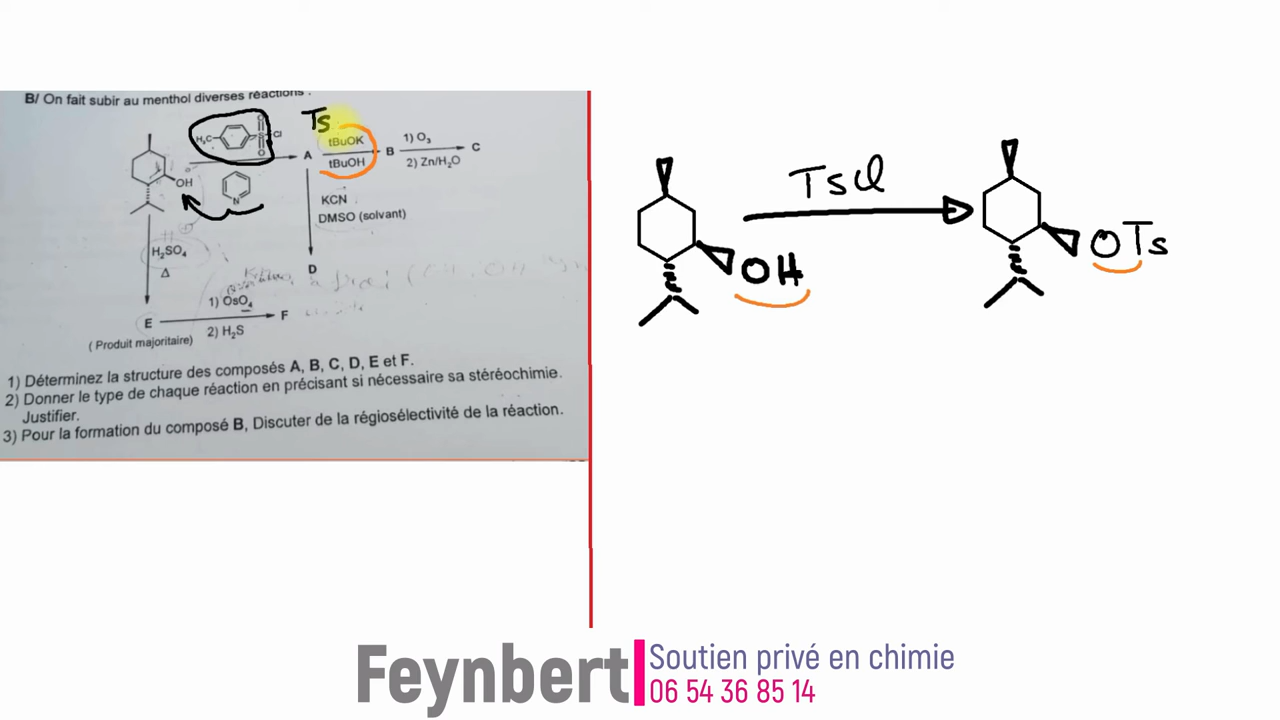 B/ On fait subir au menthol diverses réactions :
Ts
H₃C
Cl
O
O
S
tBuOK
tBuOH
A
B
1) O₃
2) Zn/H₂O
C
OH
N
KCN
DMSO (solvant)
H₂SO₄
Δ
D
E
1) OsO₄
2) H₂S
F
( Produit majoritaire)
1) Déterminez la structure des composés A, B, C, D, E et F.
2) Donner le type de chaque réaction en précisant si nécessaire sa stéréochimie.
Justifier.
3) Pour la formation du composé B, Discuter de la régiosélectivité de la réaction.
OH
TsCl
OTs
Feynbert
Soutien privé en chimie
06 54 36 85 14